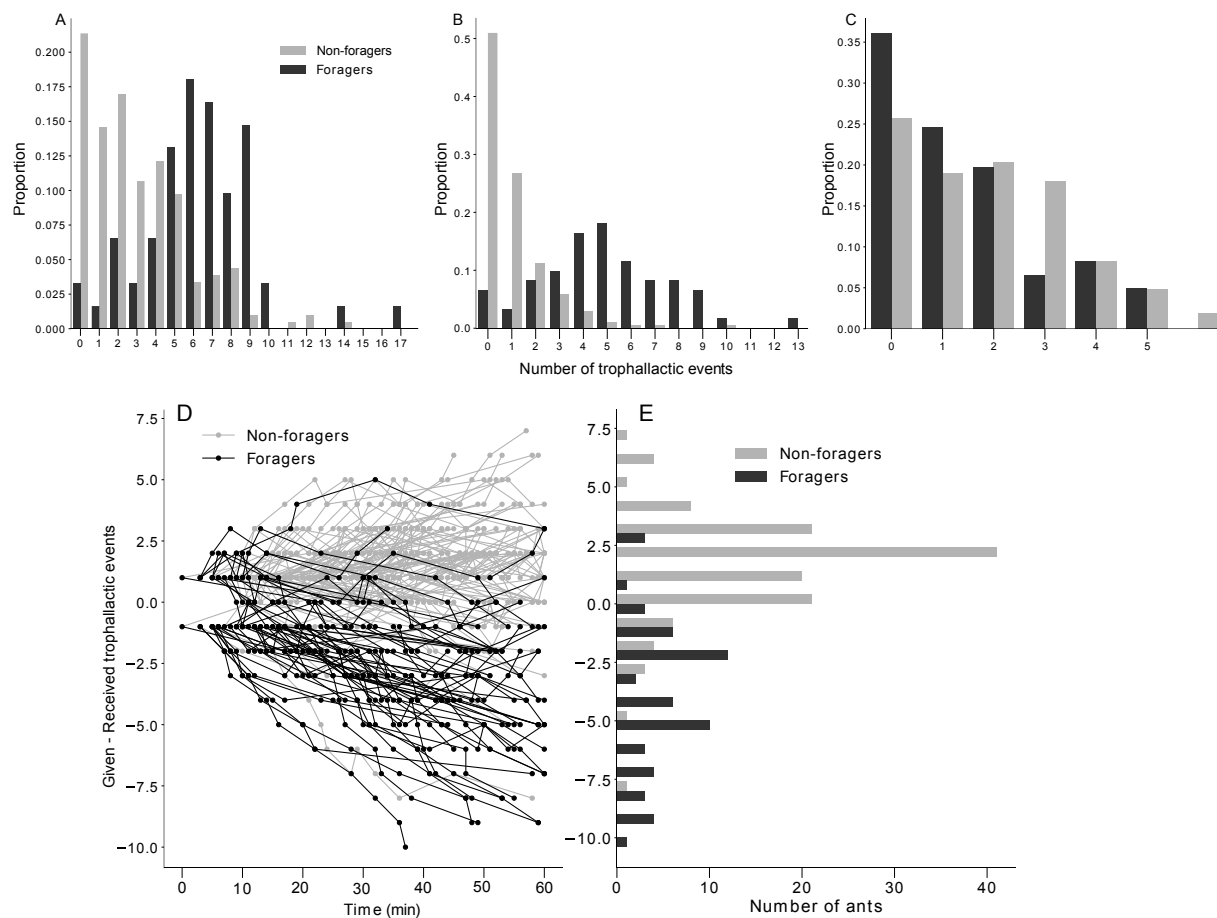 A
0.200
0.175
0.150
0.125
0.100
0.075
0.050
0.025
0.000
Proportion
Non-foragers
Foragers
0 1 2 3 4 5 6 7 8 9 10 11 12 13 14 15 16 17
B
0.5
0.4
0.3
0.2
0.1
0.0
Proportion
0 1 2 3 4 5 6 7 8 9 10 11 12 13
Number of trophallactic events
C
0.35
0.30
0.25
0.20
0.15
0.10
0.05
0.00
Proportion
0 1 2 3 4 5
D
7.5
5.0
2.5
0.0
−2.5
−5.0
−7.5
−10.0
Given - Received trophallactic events
Non-foragers
Foragers
0 10 20 30 40 50 60
Time (min)
E
7.5
5.0
2.5
0.0
−2.5
−5.0
−7.5
−10.0
Non-foragers
Foragers
0 10 20 30 40
Number of ants